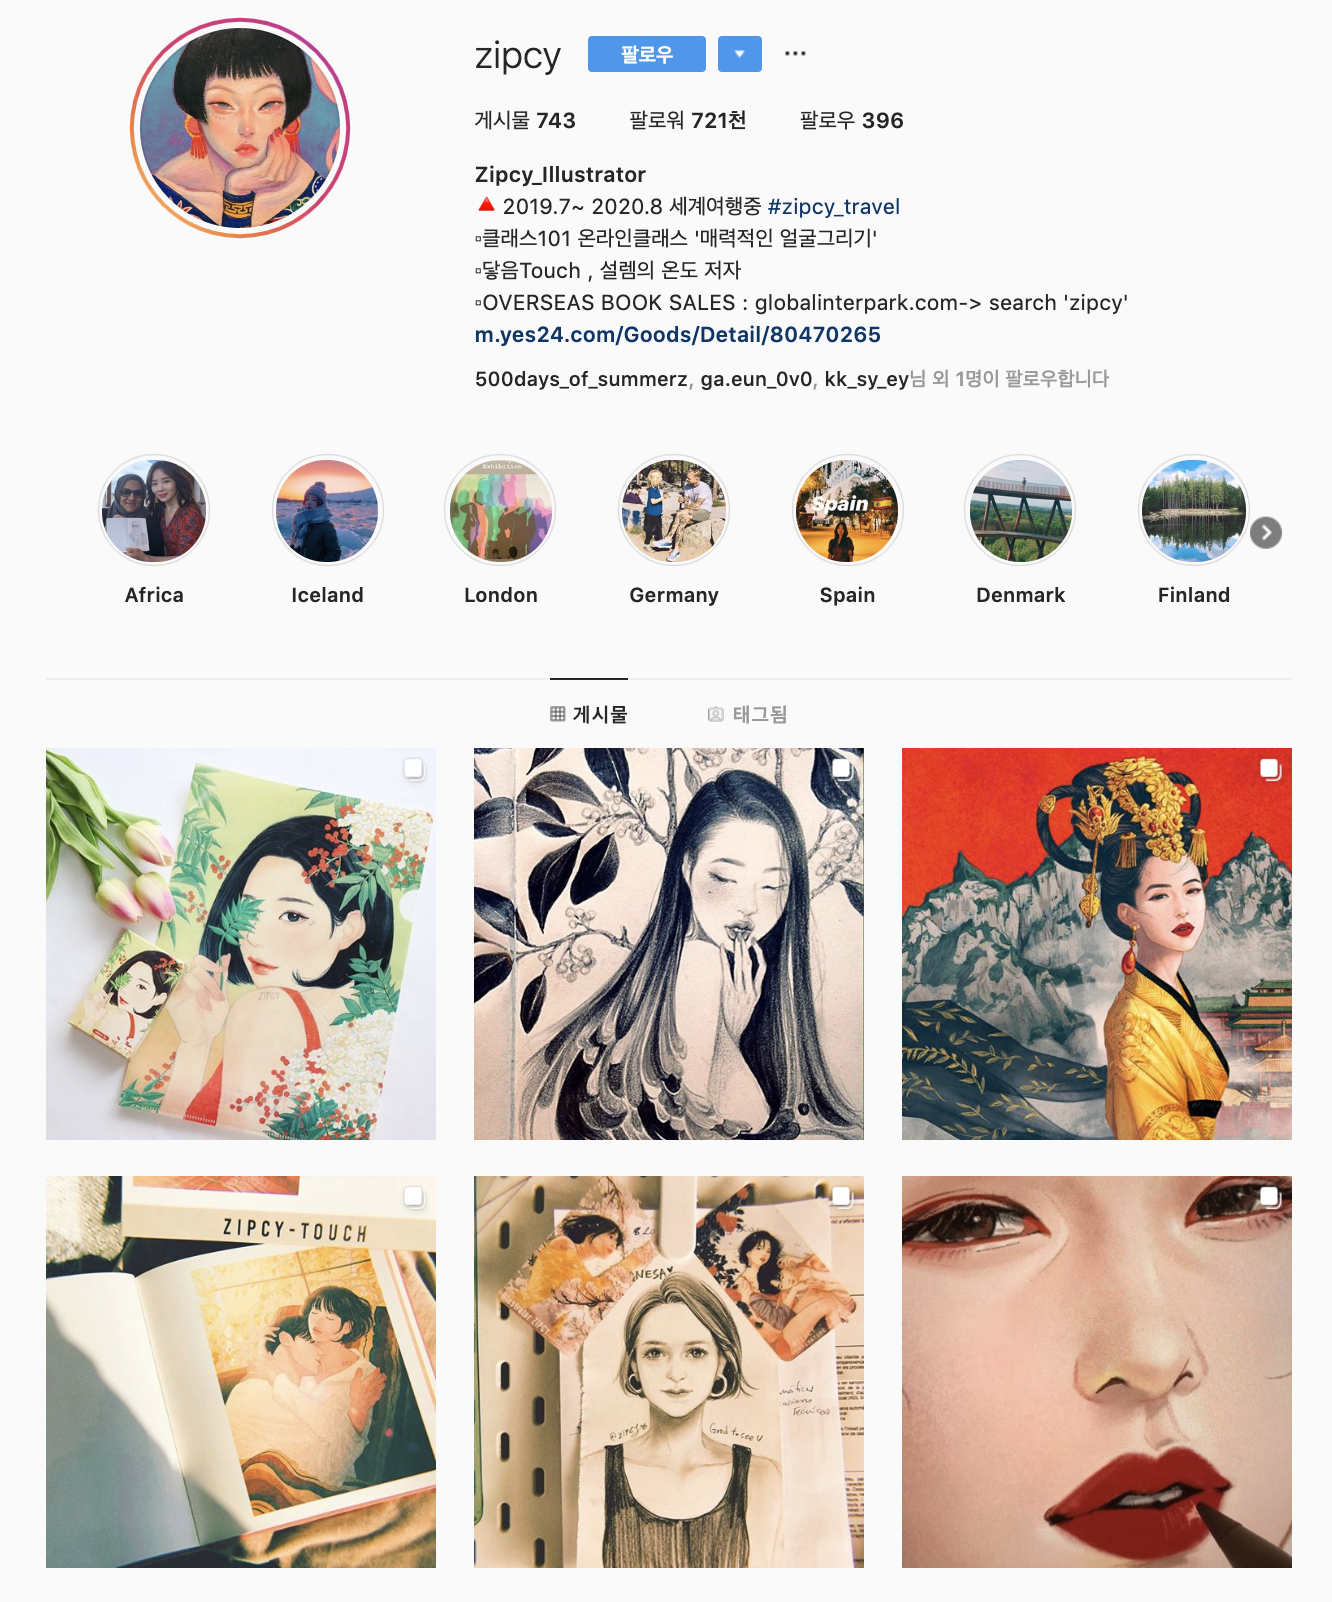 zipcy 팔로우
게시물 743 팔로워 721천 팔로우 396
Zipcy_Illustrator
🔺 2019.7~ 2020.8 세계여행중 #zipcy_travel
▫클래스101 온라인클래스 '매력적인 얼굴그리기'
▫닿음Touch , 설렘의 온도 저자
▫OVERSEAS BOOK SALES : globalinterpark.com-> search 'zipcy'
m.yes24.com/Goods/Detail/80470265
500days_of_summerz, ga.eun_0v0, kk_sy_ey님 외 1명이 팔로우합니다
Exhibition
Spain
Africa Iceland London Germany Spain Denmark Finland
게시물 태그됨
ZIPCY
ZIPCY-TOUCH
NESA
Good to see U